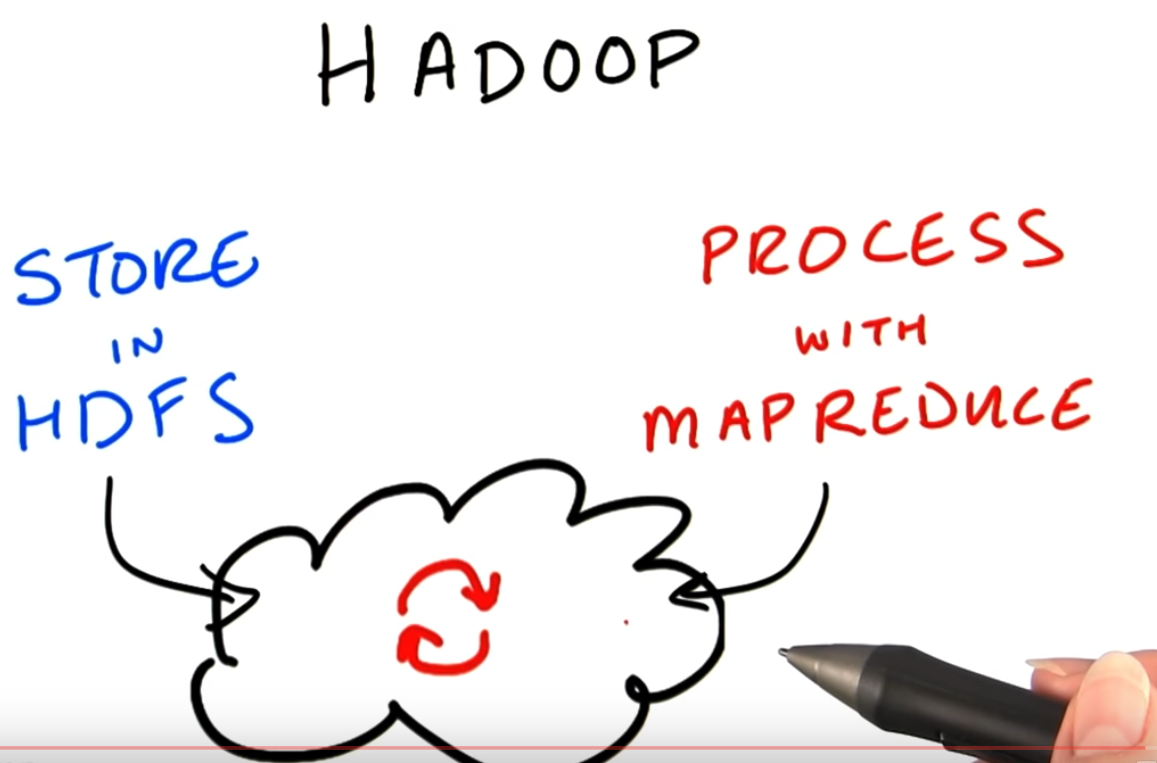 HADOOP
STORE
IN
HDFS
PROCESS
WITH
MAPREDUCE